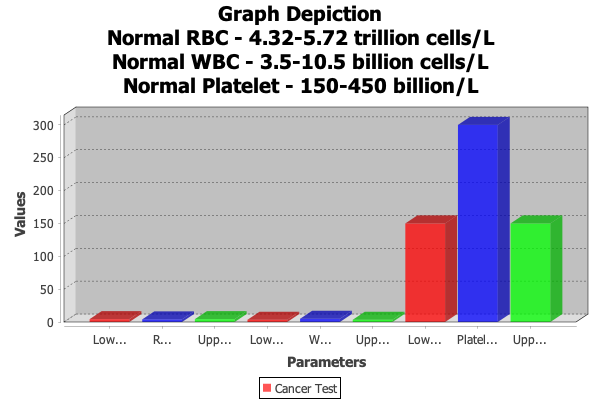 Graph Depiction
Normal RBC - 4.32-5.72 trillion cells/L
Normal WBC - 3.5-10.5 billion cells/L
Normal Platelet - 150-450 billion/L
300
250
200
150
100
50
0
Values
Low... R... Upp... Low... W... Upp... Low... Platel... Upp...
Parameters
Cancer Test